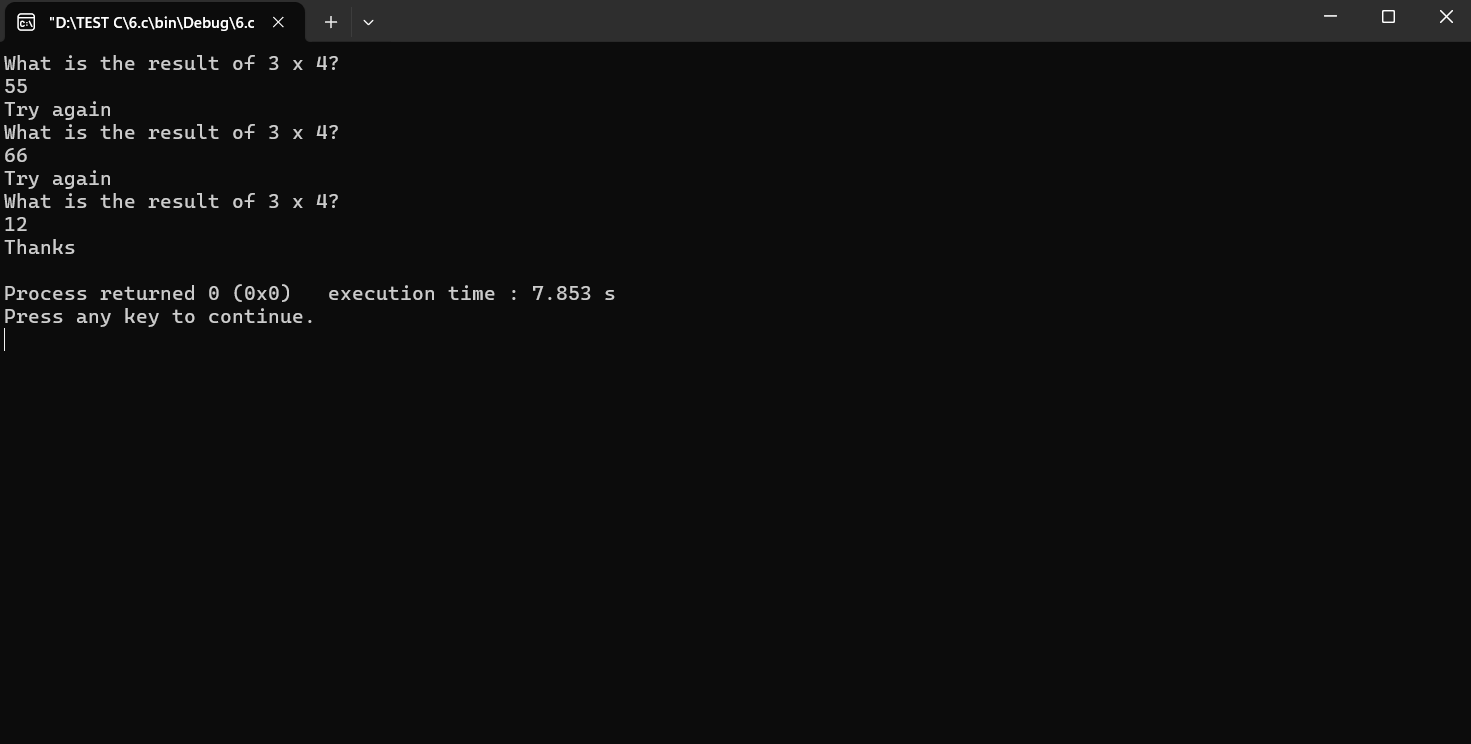 "D:\TEST C\6.c\bin\Debug\6.c
What is the result of 3 x 4?
55
Try again
What is the result of 3 x 4?
66
Try again
What is the result of 3 x 4?
12
Thanks
Process returned 0 (0x0)   execution time : 7.853 s
Press any key to continue.